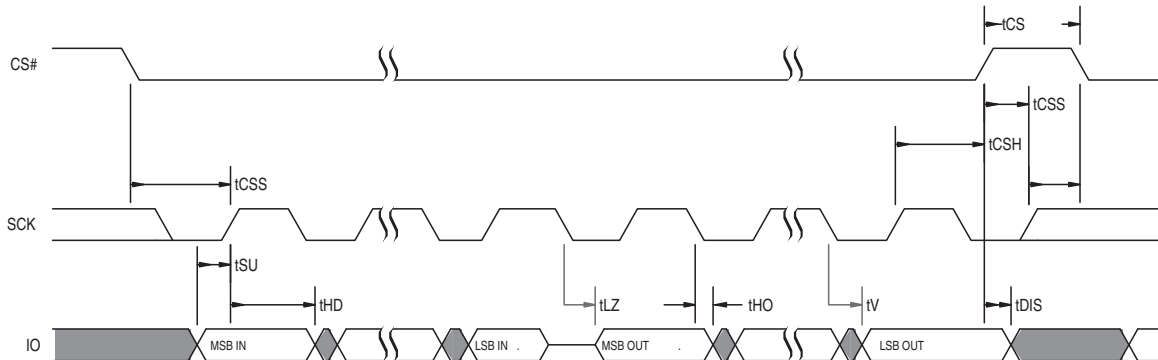 tCS
CS#
tCSS
tCSH
tCSS
SCK
tSU
tHD
tLZ
tHO
tV
tDIS
IO
MSB IN
LSB IN .
MSB OUT .
LSB OUT